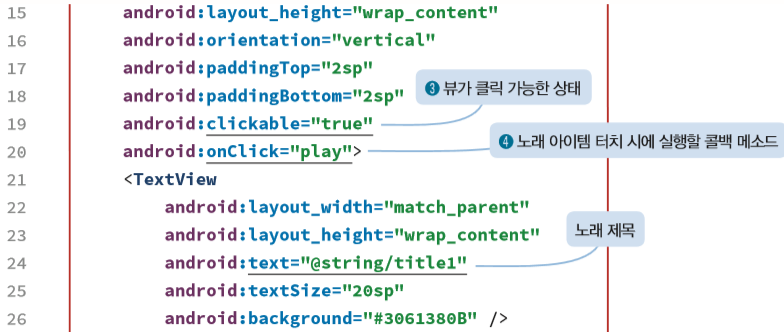 15 android:layout_height="wrap_content"
16 android:orientation="vertical"
17 android:paddingTop="2sp"
18 android:paddingBottom="2sp"
❸ 뷰가 클릭 가능한 상태
19 android:clickable="true"
20 android:onClick="play">
❹ 노래 아이템 터치 시에 실행할 콜백 메소드
21 <TextView
22 android:layout_width="match_parent"
23 android:layout_height="wrap_content"
노래 제목
24 android:text="@string/title1"
25 android:textSize="20sp"
26 android:background="#3061380B" />